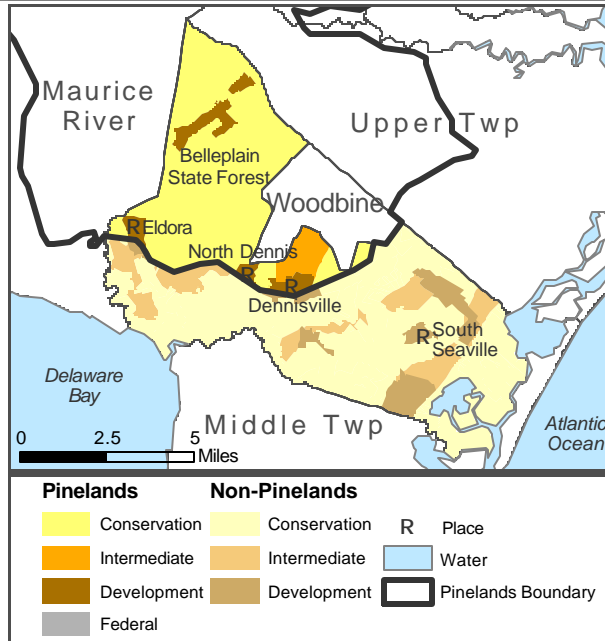 Maurice
River
Upper Twp
Belleplain
State Forest
Woodbine
R Eldora
North Dennis
R
R
Dennisville
R South
Seaville
Delaware
Bay
Middle Twp
Atlantic
Ocean
0 2.5 5
Miles
Pinelands Non-Pinelands
Conservation Conservation R Place
Intermediate Intermediate Water
Development Development Pinelands Boundary
Federal